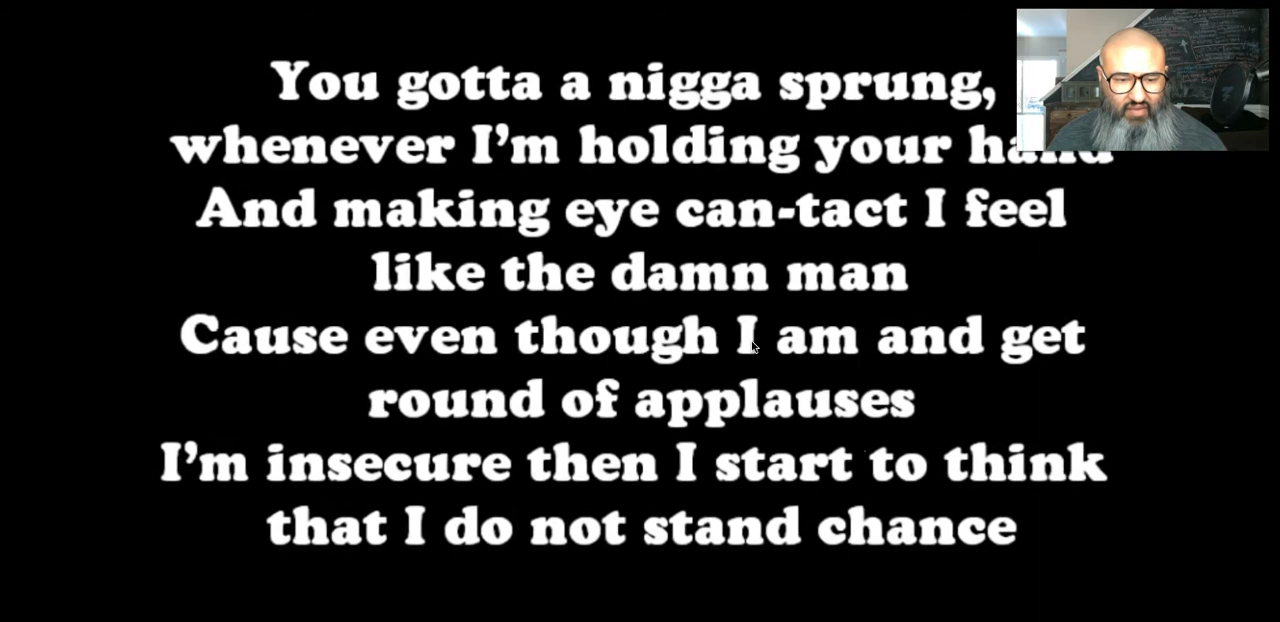 You gotta a nigga sprung,
whenever I'm holding your hand
And making eye can-tact I feel
like the damn man
Cause even though I am and get
round of applauses
I'm insecure then I start to think
that I do not stand chance